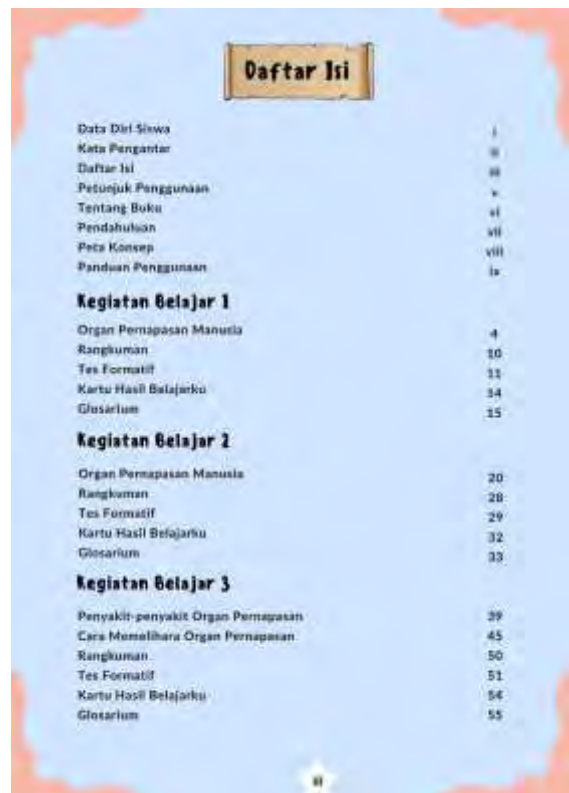 Daftar Isi
Data Diri Siswa i
Kata Pengantar ii
Daftar Isi iii
Petunjuk Penggunaan v
Tentang Buku vi
Pendahuluan vii
Peta Konsep viii
Panduan Penggunaan ix
Kegiatan Belajar 1
Organ Pernapasan Manusia 4
Rangkuman 10
Tes Formatif 11
Kartu Hasil Belajarku 14
Glosarium 15
Kegiatan Belajar 2
Organ Pernapasan Manusia 20
Rangkuman 28
Tes Formatif 29
Kartu Hasil Belajarku 32
Glosarium 33
Kegiatan Belajar 3
Penyakit-penyakit Organ Pernapasan 39
Cara Memelihara Organ Pernapasan 45
Rangkuman 50
Tes Formatif 51
Kartu Hasil Belajarku 54
Glosarium 55